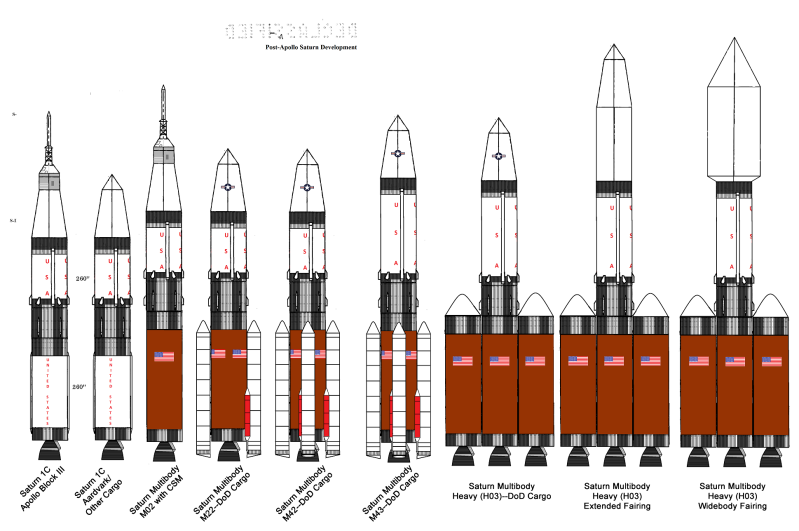 DECLASSIFIED
Post-Apollo Saturn Development
S-
S-I
260"
260"
U
S
A
U
S
A
U
S
A
U
S
A
U
S
A
U
S
A
U
S
A
U
S
A
U
S
A
UNITED STATES
UNITED STATES
Saturn 1C
Apollo Block III
Saturn 1C
Aardvark/
Other Cargo
Saturn Multibody
M02 with CSM
Saturn Multibody
M22--DoD Cargo
Saturn Multibody
M42--DoD Cargo
Saturn Multibody
M43--DoD Cargo
Saturn Multibody
Heavy (H03)--DoD Cargo
Saturn Multibody
Heavy (H03)
Extended Fairing
Saturn Multibody
Heavy (H03)
Widebody Fairing